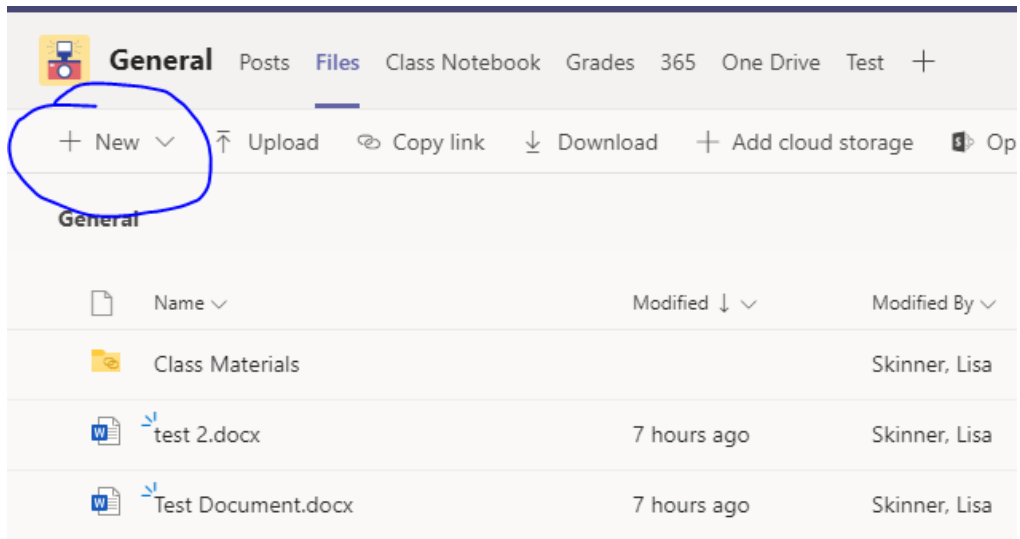 General Posts Files Class Notebook Grades 365 One Drive Test
New Upload Copy link Download Add cloud storage Op
General
Name Modified Modified By
Class Materials Skinner, Lisa
test 2.docx 7 hours ago Skinner, Lisa
Test Document.docx 7 hours ago Skinner, Lisa